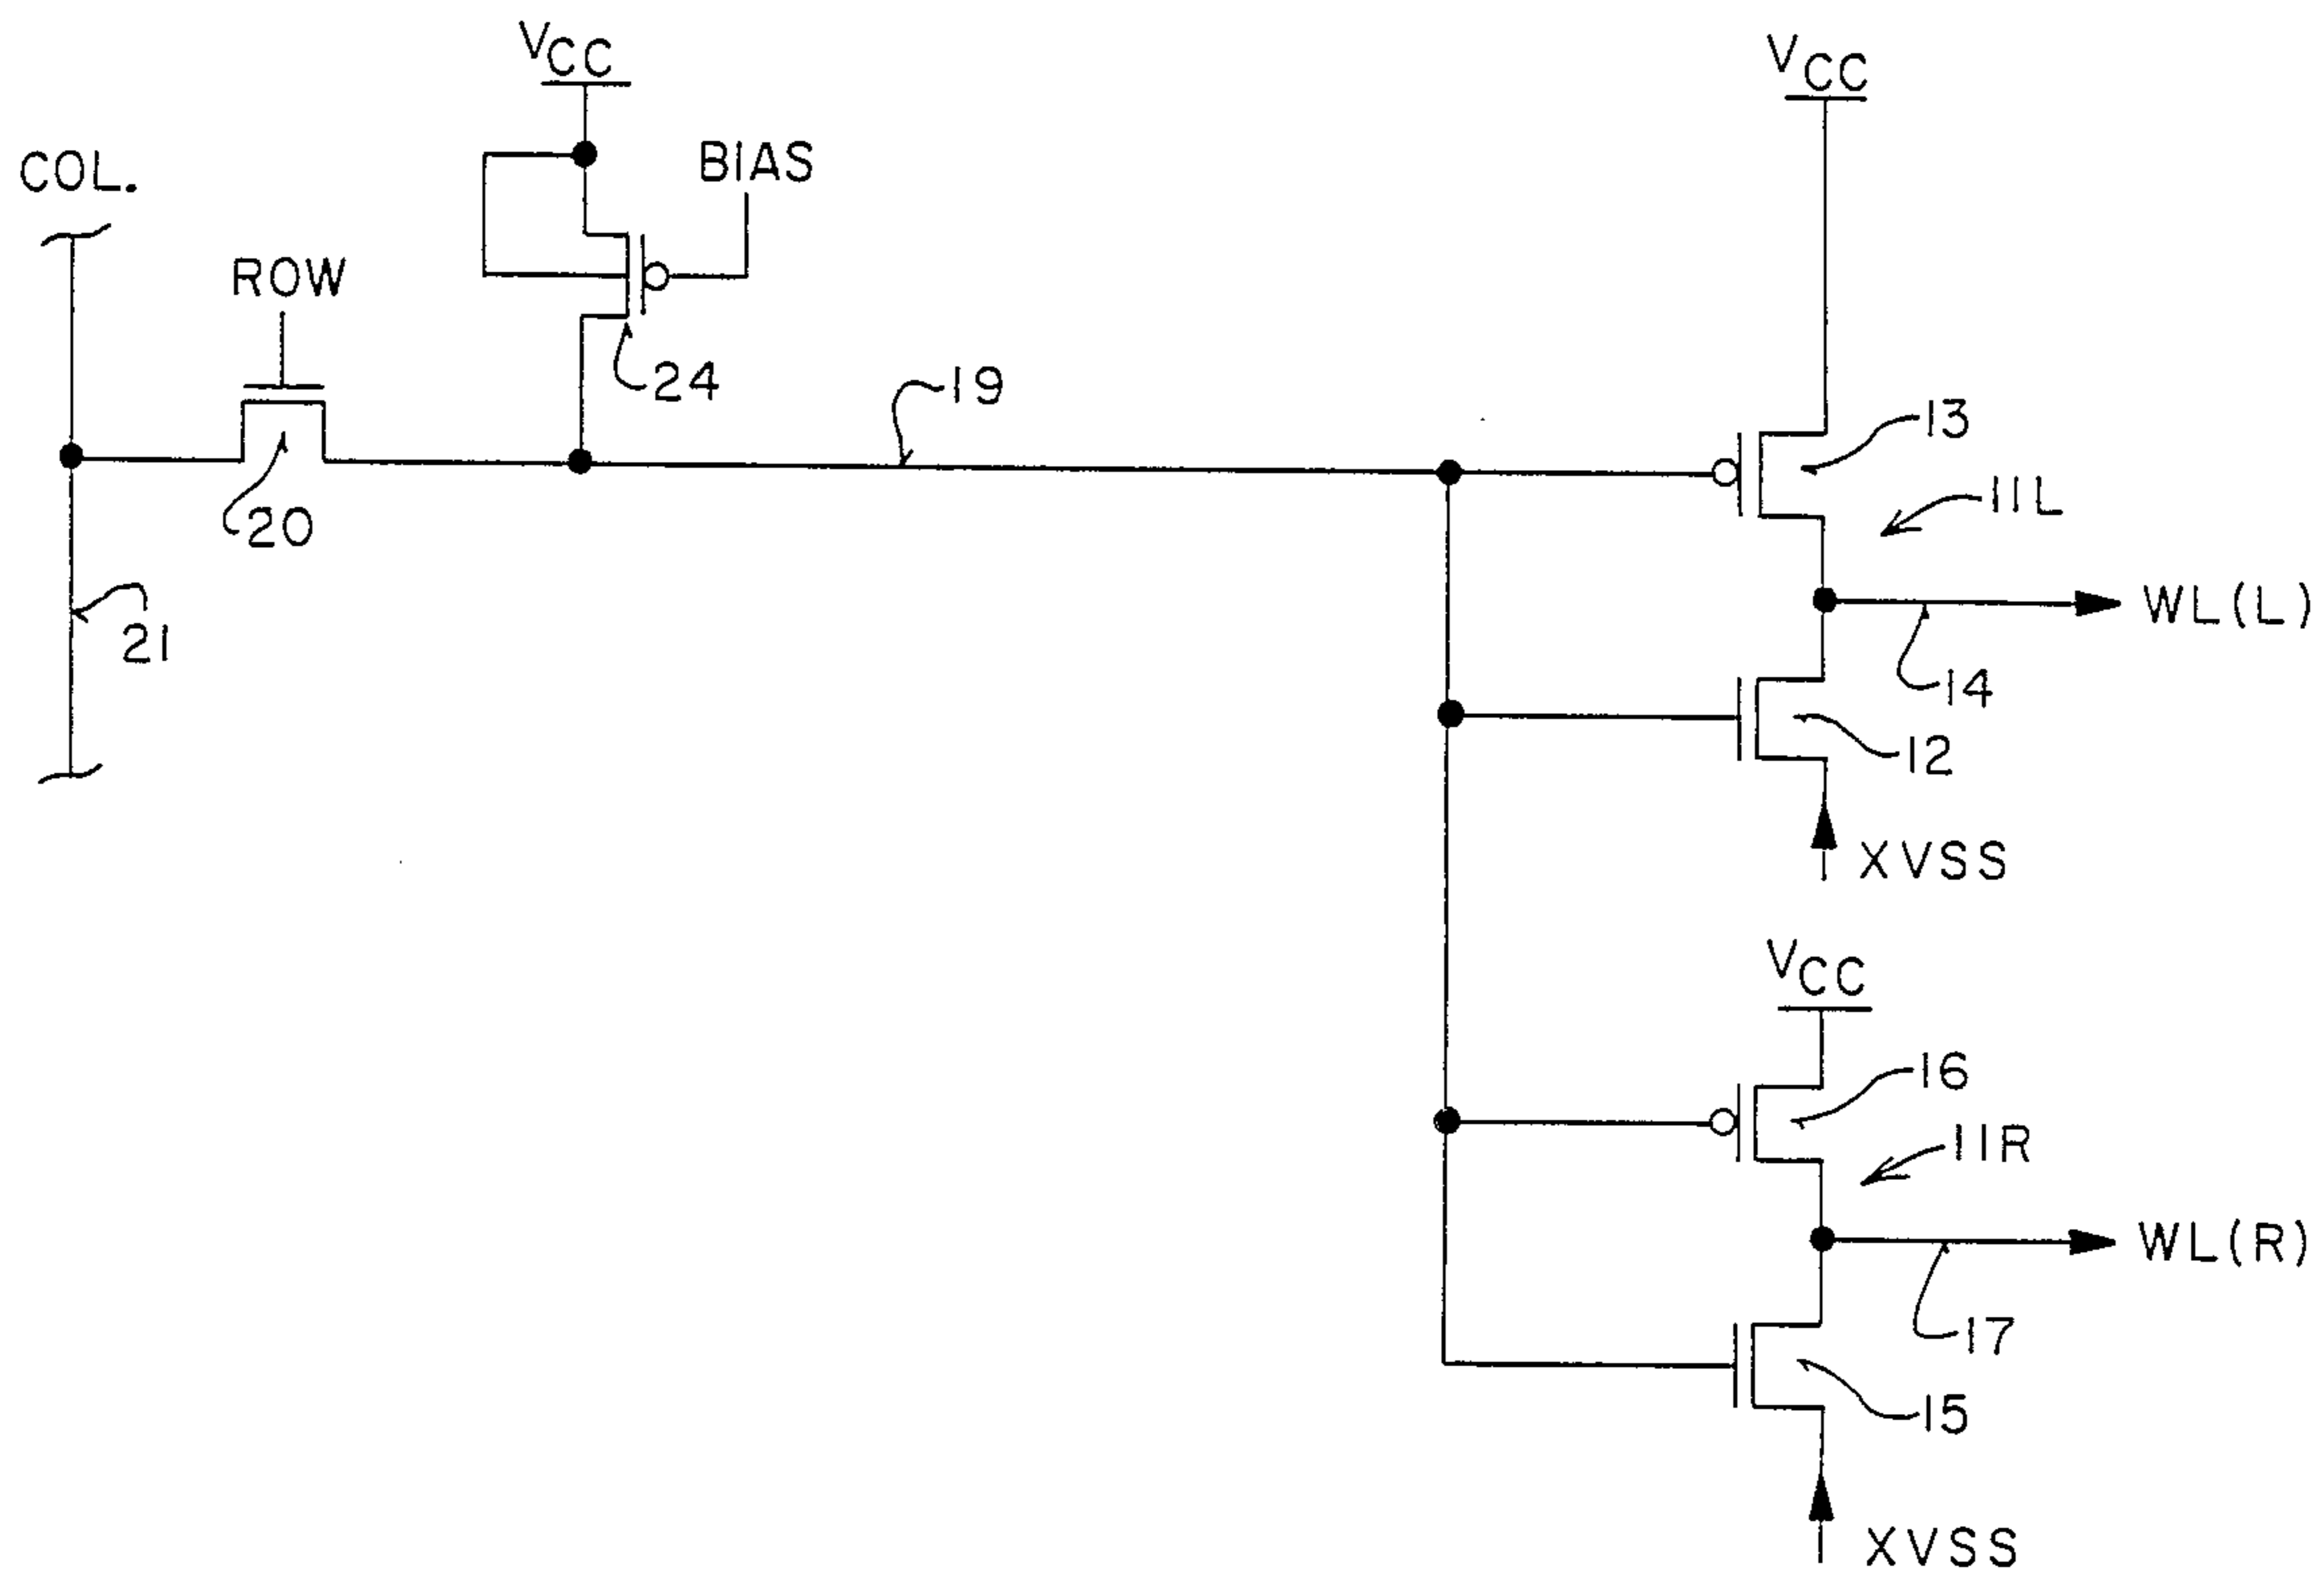 VCC
VCC
COL.
BIAS
ROW
24
19
13
20
11L
21
WL(L)
14
12
XVSS
VCC
16
11R
WL(R)
17
15
XVSS